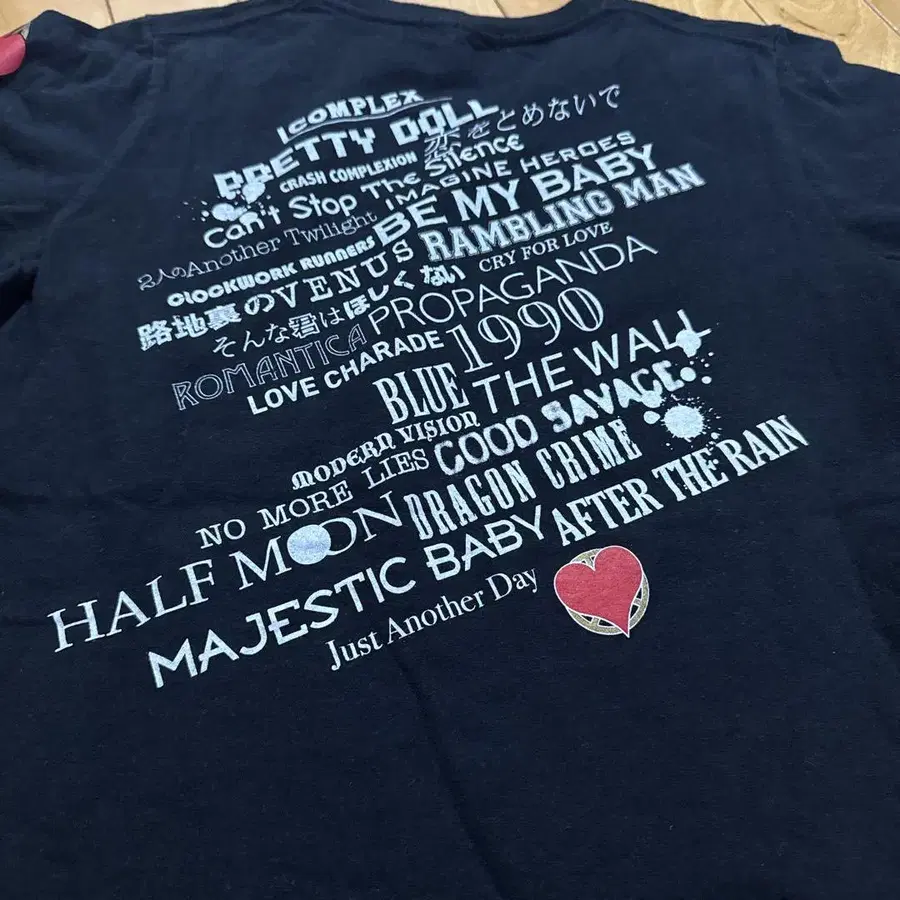 COMPLEX
PRETTY DOLL
恋をとめないで
CRASH COMPLEXION
Can't Stop The Silence
IMAGINE HEROES
2人のAnother Twilight
BE MY BABY
CLOCKWORK RUNNERS
RAMBLING MAN
路地裏のVENUS
CRY FOR LOVE
そんな君はほしくない
PROPAGANDA
ROMANTICA
1990
LOVE CHARADE
BLUE
THE WALL
MODERN VISION
GOOD SAVAGE
NO MORE LIES
DRAGON CRIME
HALF MOON
AFTER THE RAIN
MAJESTIC BABY
Just Another Day